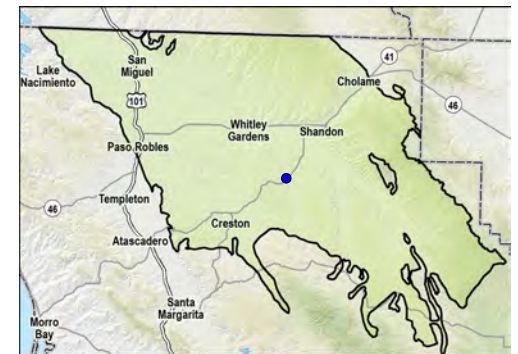 San
Miguel
Lake
Nacimiento
41
Cholame
101
46
Whitley
Gardens
Shandon
Paso Robles
Templeton
46
Creston
Atascadero
Santa
Margarita
Morro
Bay